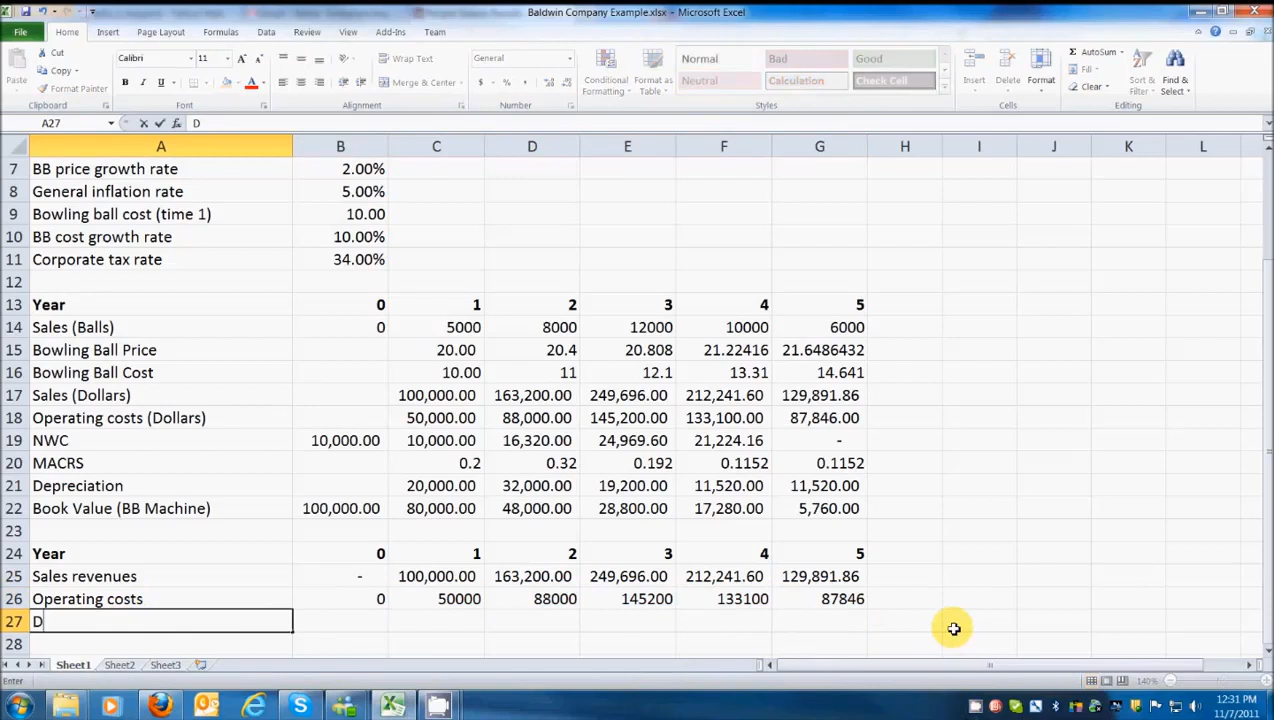 Baldwin Company Example.xlsx - Microsoft Excel
File Home Insert Page Layout Formulas Data Review View Add-Ins Team
Paste
Cut
Copy
Format Painter
Clipboard
Calibri 11
B I U
Font
Wrap Text
Merge & Center
Alignment
General
$ % ,
Number
Conditional Formatting
Format as Table
Normal Bad Good
Neutral Calculation Check Cell
Styles
Insert Delete Format
Cells
AutoSum
Fill
Clear
Sort & Filter
Find & Select
Editing
A27 fx D
A B C D E F G H I J K L
7 BB price growth rate 2.00%
8 General inflation rate 5.00%
9 Bowling ball cost (time 1) 10.00
10 BB cost growth rate 10.00%
11 Corporate tax rate 34.00%
12
13 Year 0 1 2 3 4 5
14 Sales (Balls) 0 5000 8000 12000 10000 6000
15 Bowling Ball Price 20.00 20.4 20.808 21.22416 21.6486432
16 Bowling Ball Cost 10.00 11 12.1 13.31 14.641
17 Sales (Dollars) 100,000.00 163,200.00 249,696.00 212,241.60 129,891.86
18 Operating costs (Dollars) 50,000.00 88,000.00 145,200.00 133,100.00 87,846.00
19 NWC 10,000.00 10,000.00 16,320.00 24,969.60 21,224.16 -
20 MACRS 0.2 0.32 0.192 0.1152 0.1152
21 Depreciation 20,000.00 32,000.00 19,200.00 11,520.00 11,520.00
22 Book Value (BB Machine) 100,000.00 80,000.00 48,000.00 28,800.00 17,280.00 5,760.00
23
24 Year 0 1 2 3 4 5
25 Sales revenues - 100,000.00 163,200.00 249,696.00 212,241.60 129,891.86
26 Operating costs 0 50000 88000 145200 133100 87846
27 D
28
Sheet1 Sheet2 Sheet3
Enter 140%
12:31 PM
11/7/2011